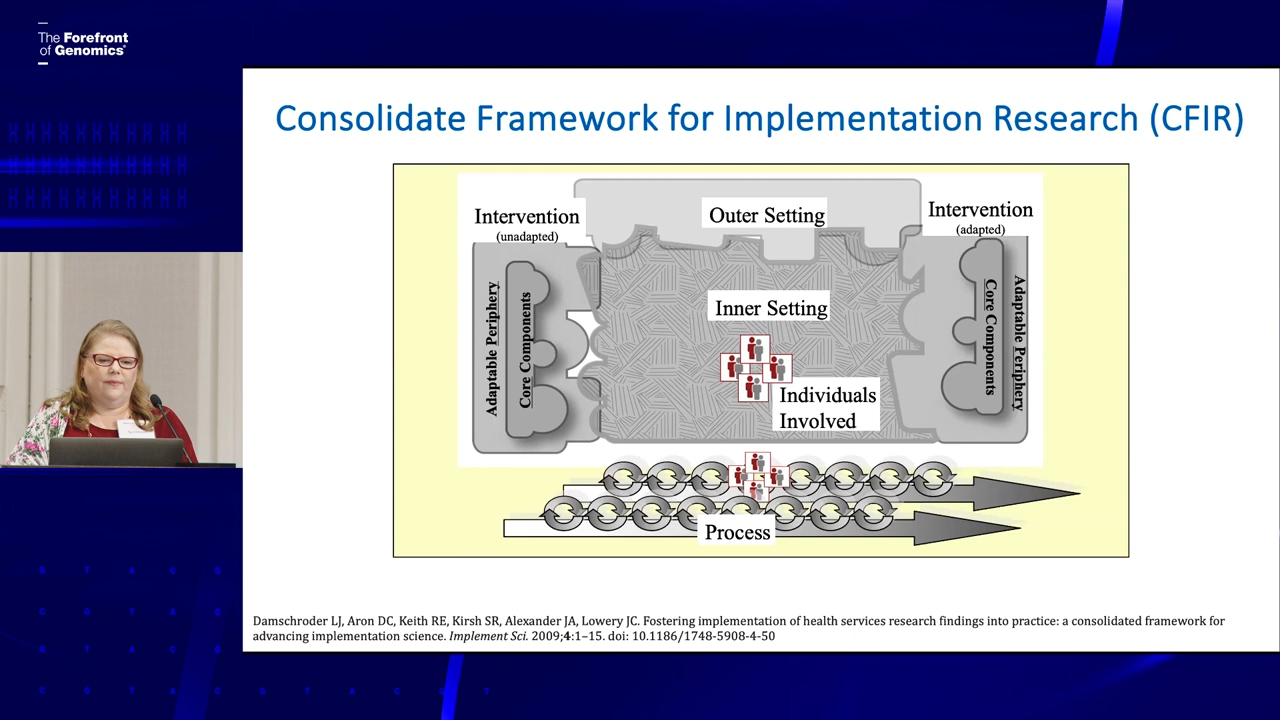 The Forefront
of Genomics
Consolidate Framework for Implementation Research (CFIR)
Intervention
(unadapted)
Outer Setting
Intervention
(adapted)
Adaptable Periphery
Core Components
Inner Setting
Individuals
Involved
Core Components
Adaptable Periphery
Process
Damschroder LJ, Aron DC, Keith RE, Kirsh SR, Alexander JA, Lowery JC. Fostering implementation of health services research findings into practice: a consolidated framework for
advancing implementation science. Implement Sci. 2009;4:1–15. doi: 10.1186/1748-5908-4-50